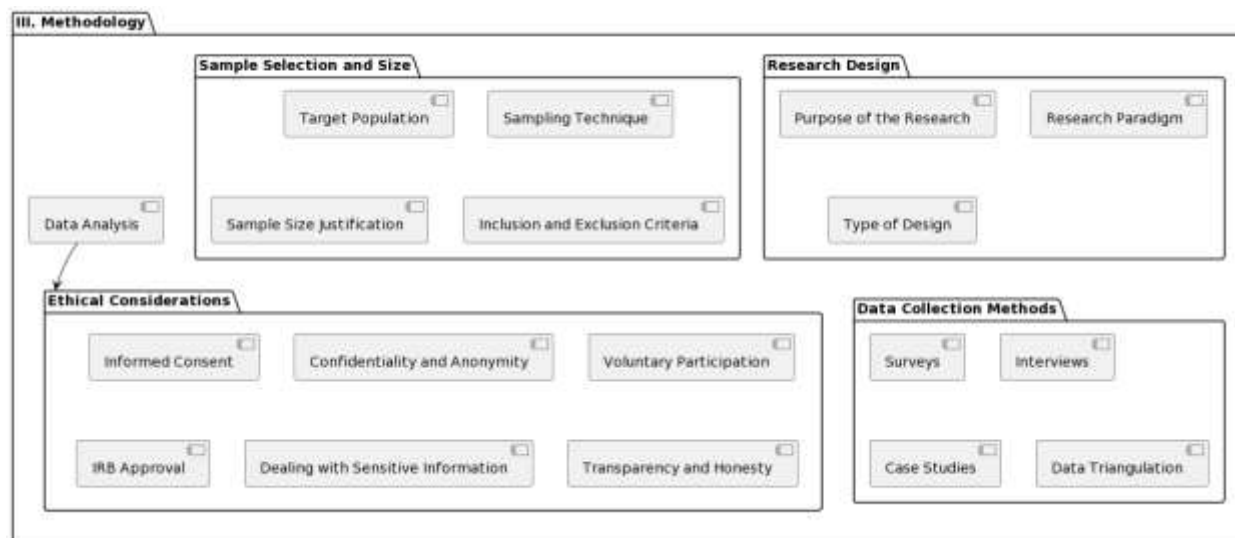 III. Methodology
Sample Selection and Size
Research Design
Target Population
Sampling Technique
Purpose of the Research
Research Paradigm
Data Analysis
Sample Size Justification
Inclusion and Exclusion Criteria
Type of Design
Ethical Considerations
Data Collection Methods
Informed Consent
Confidentiality and Anonymity
Voluntary Participation
Surveys
Interviews
IRB Approval
Dealing with Sensitive Information
Transparency and Honesty
Case Studies
Data Triangulation